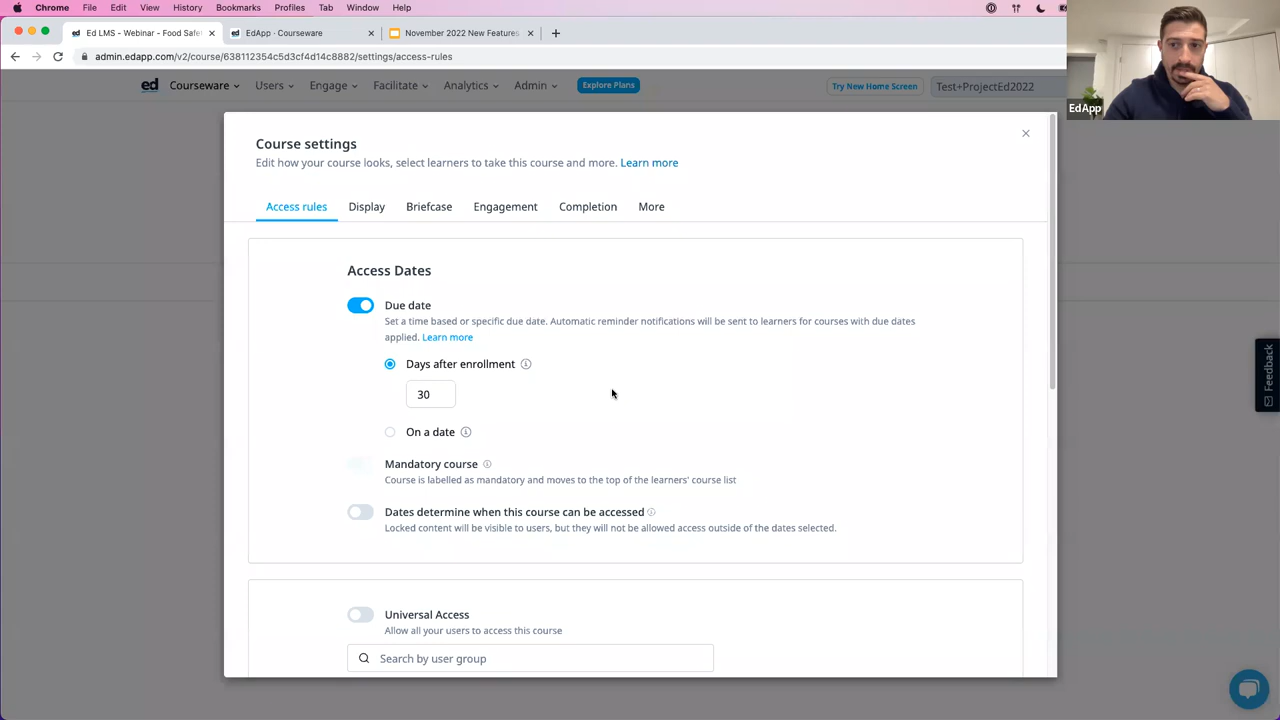 Chrome File Edit View History Bookmarks Profiles Tab Window Help
Ed LMS - Webinar - Food Safe
EdApp · Courseware
November 2022 New Features
admin.edapp.com/v2/course/638112354c5d3cf4d14c8882/settings/access-rules
ed Courseware Users Engage Facilitate Analytics Admin Explore Plans Try New Home Screen Test+ProjectEd2022
EdApp
Course settings
Edit how your course looks, select learners to take this course and more. Learn more
Access rules Display Briefcase Engagement Completion More
Access Dates
Due date
Set a time based or specific due date. Automatic reminder notifications will be sent to learners for courses with due dates
applied. Learn more
Days after enrollment
30
On a date
Mandatory course
Course is labelled as mandatory and moves to the top of the learners' course list
Dates determine when this course can be accessed
Locked content will be visible to users, but they will not be allowed access outside of the dates selected.
Universal Access
Allow all your users to access this course
Search by user group
Feedback